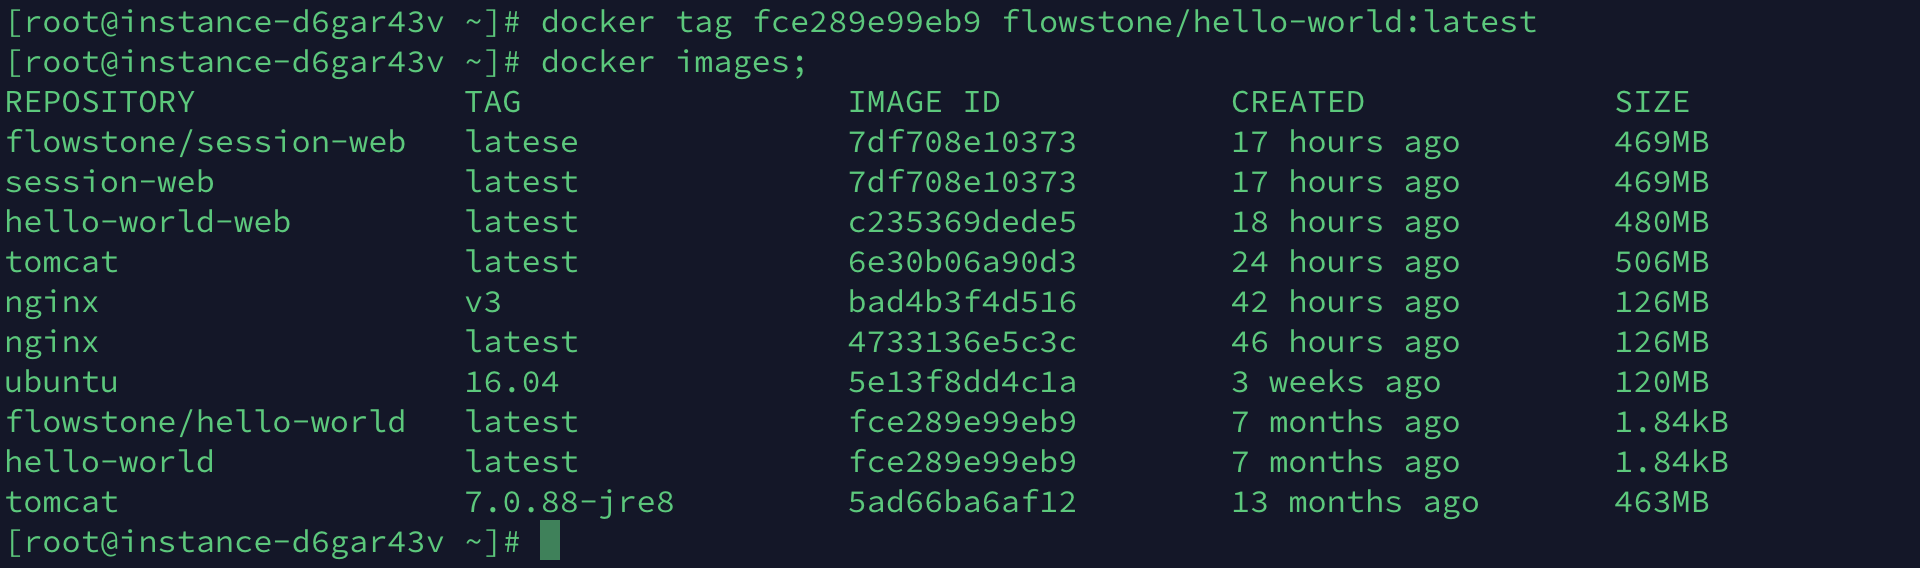 [root@instance-d6gar43v ~]# docker tag fce289e99eb9 flowstone/hello-world:latest
[root@instance-d6gar43v ~]# docker images;
REPOSITORY TAG IMAGE ID CREATED SIZE
flowstone/session-web latese 7df708e10373 17 hours ago 469MB
session-web latest 7df708e10373 17 hours ago 469MB
hello-world-web latest c235369dede5 18 hours ago 480MB
tomcat latest 6e30b06a90d3 24 hours ago 506MB
nginx v3 bad4b3f4d516 42 hours ago 126MB
nginx latest 4733136e5c3c 46 hours ago 126MB
ubuntu 16.04 5e13f8dd4c1a 3 weeks ago 120MB
flowstone/hello-world latest fce289e99eb9 7 months ago 1.84kB
hello-world latest fce289e99eb9 7 months ago 1.84kB
tomcat 7.0.88-jre8 5ad66ba6af12 13 months ago 463MB
[root@instance-d6gar43v ~]#